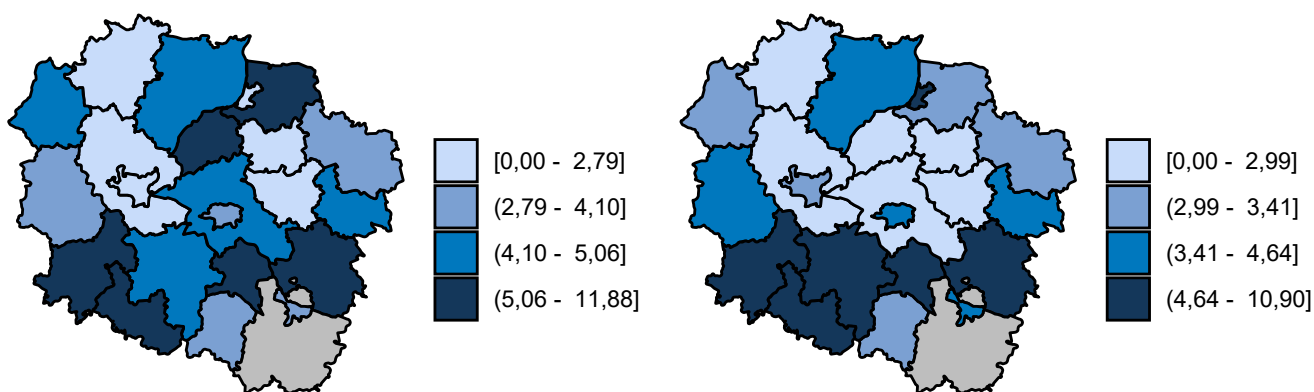 [0,00 - 2,79]
(2,79 - 4,10]
(4,10 - 5,06]
(5,06 - 11,88]
[0,00 - 2,99]
(2,99 - 3,41]
(3,41 - 4,64]
(4,64 - 10,90]